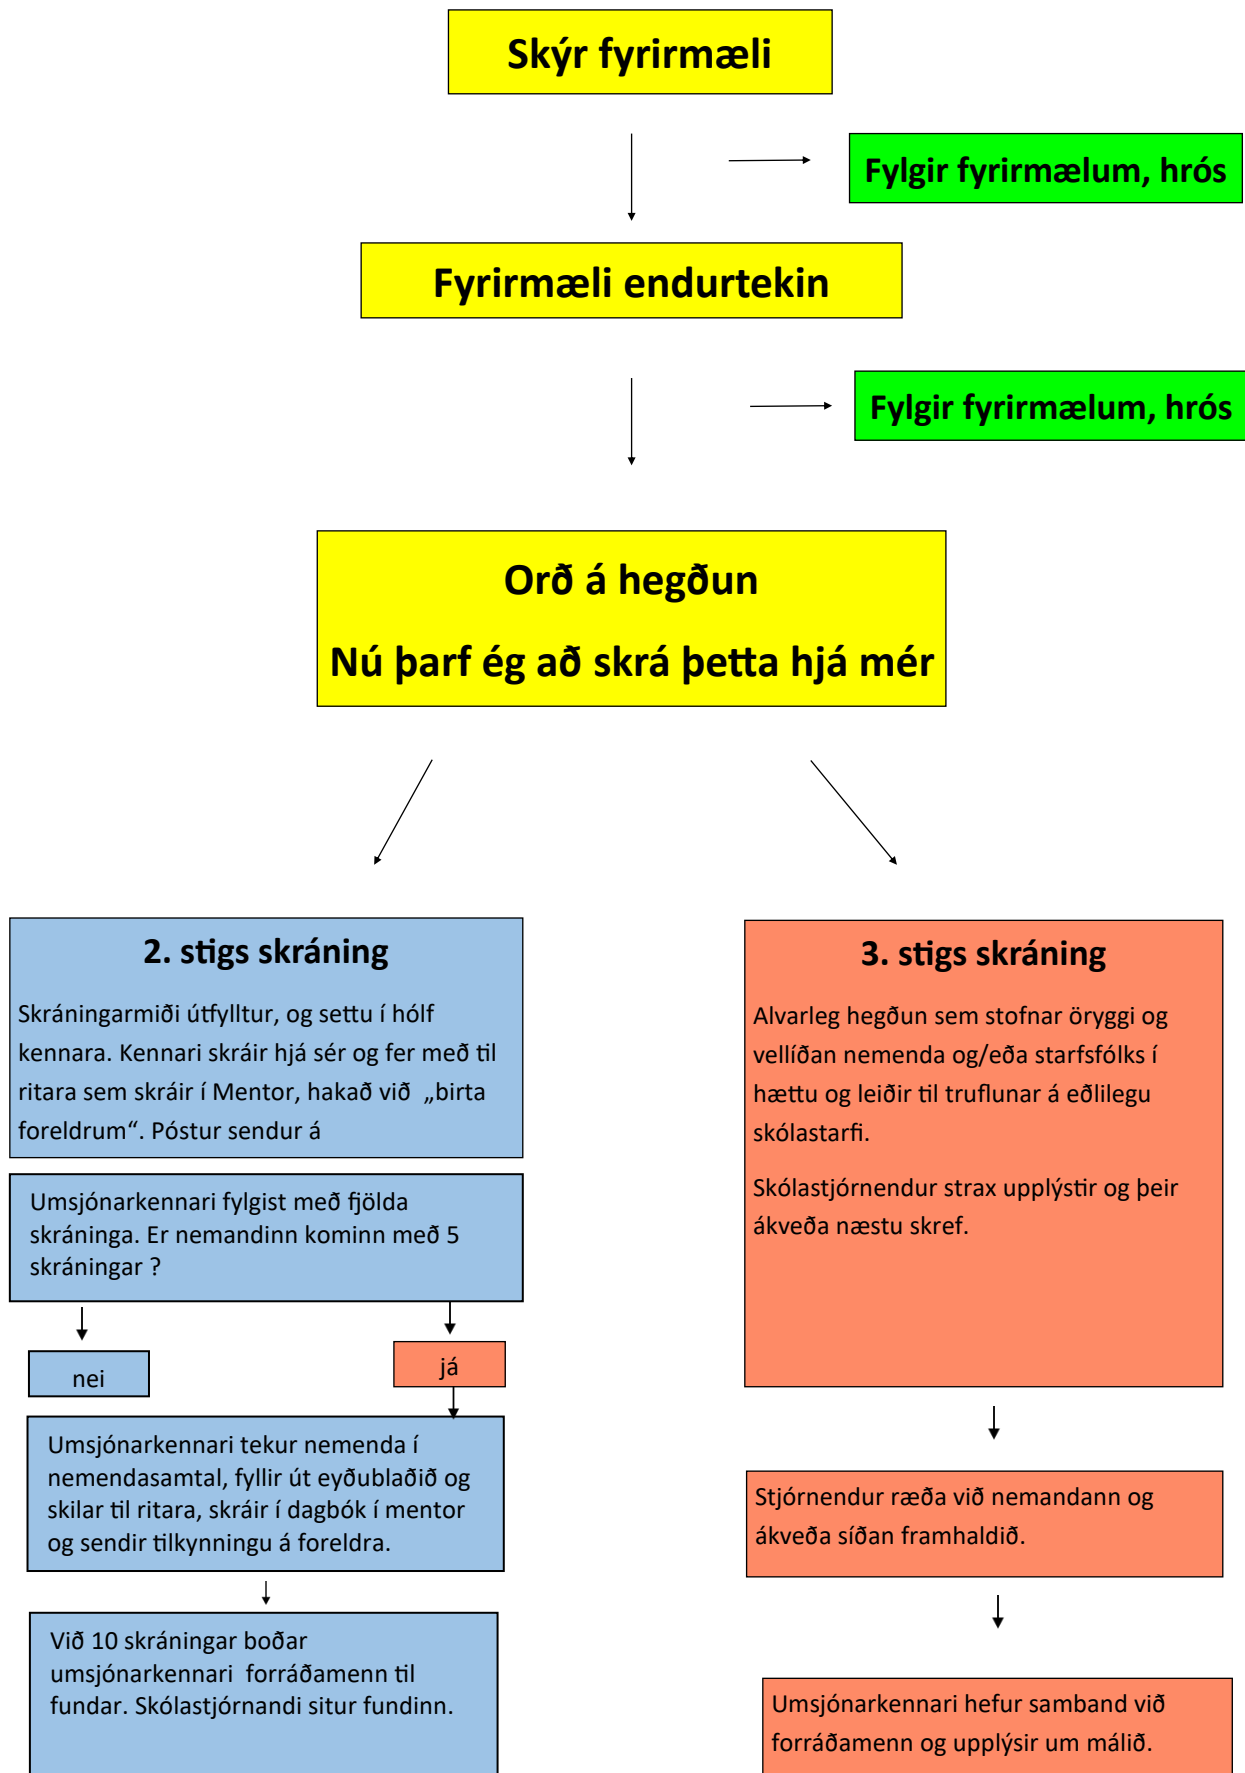 Skýr fyrirmæli
Fylgir fyrirmælum, hrós
Fyrirmæli endurtekin
Fylgir fyrirmælum, hrós
Orð á hegðun
Nú þarf ég að skrá þetta hjá mér
2. stigs skráning
Skráningarmiði útfylltur, og settu í hólf
kennara. Kennari skráir hjá sér og fer með til
ritara sem skráir í Mentor, hakað við „birta
foreldrum“. Póstur sendur á
Umsjónarkennari fylgist með fjölda
skráninga. Er nemandinn kominn með 5
skráningar ?
nei
já
Umsjónarkennari tekur nemenda í
nemendasamtal, fyllir út eyðublaðið og
skilar til ritara, skráir í dagbók í mentor
og sendir tilkynningu á foreldra.
Við 10 skráningar boðar
umsjónarkennari forráðamenn til
fundar. Skólastjórnandi situr fundinn.
3. stigs skráning
Alvarleg hegðun sem stofnar öryggi og
vellíðan nemenda og/eða starfsfólks í
hættu og leiðir til truflunar á eðlilegu
skólastarfi.
Skólastjórnendur strax upplýstir og þeir
ákveða næstu skref.
Stjórnendur ræða við nemandann og
ákveða síðan framhaldið.
Umsjónarkennari hefur samband við
forráðamenn og upplýsir um málið.